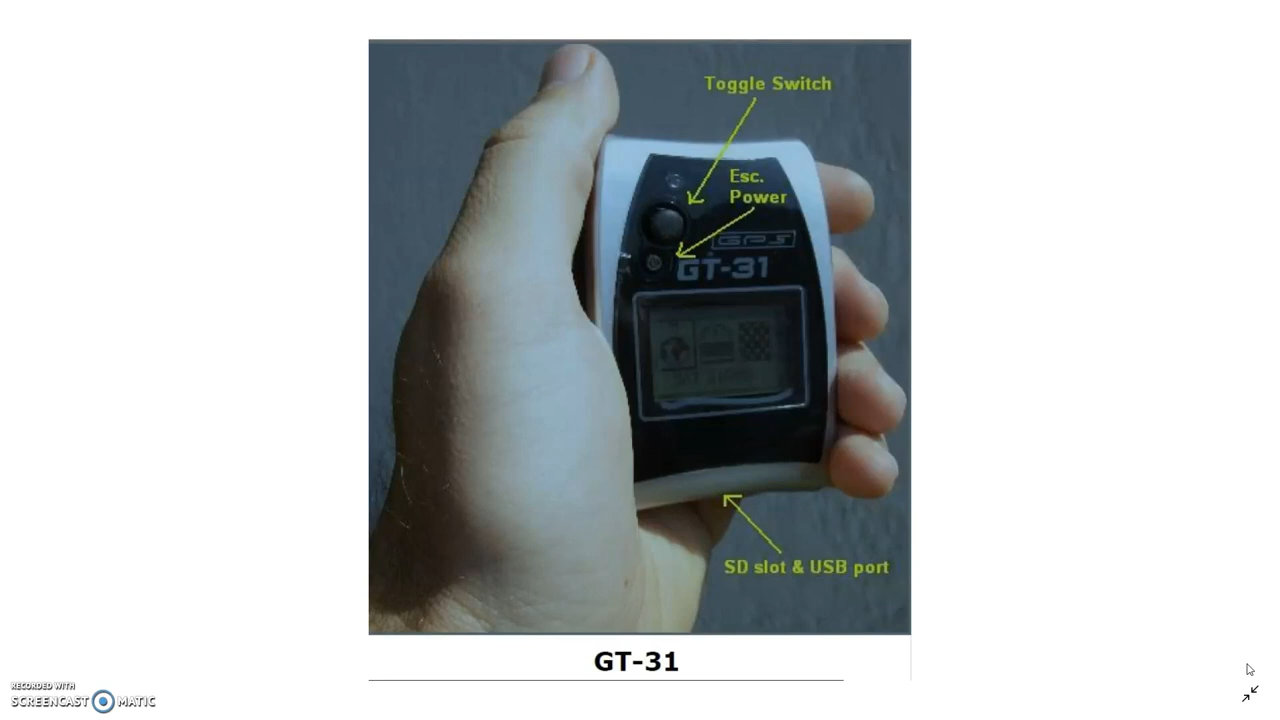 Toggle Switch
Esc.
Power
GPS
GT-31
SD slot & USB port
GT-31
RECORDED WITH
SCREENCAST MATIC